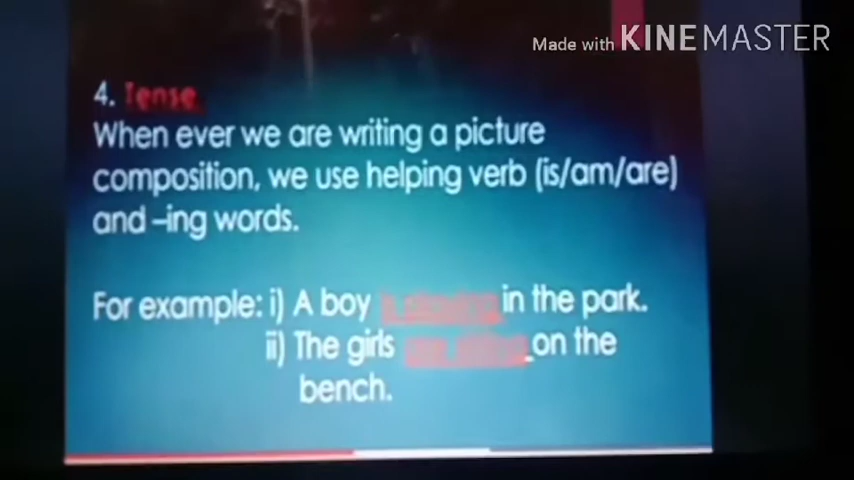 Made with KINEMASTER
4. Tense
When ever we are writing a picture
composition, we use helping verb (is/am/are)
and -ing words.
For example: i) A boy in the park.
ii) The girls on the
bench.